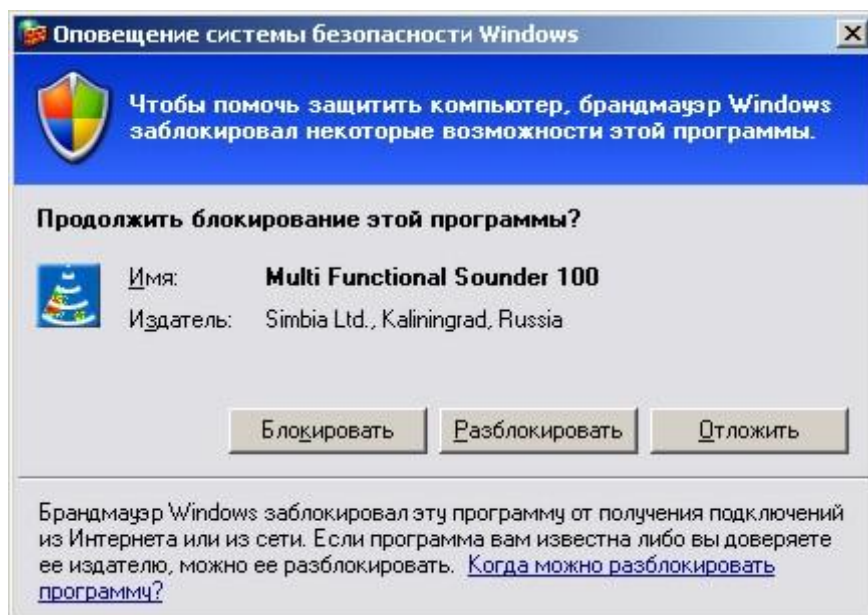 Оповещение системы безопасности Windows
Чтобы помочь защитить компьютер, брандмауэр Windows
заблокировал некоторые возможности этой программы.
Продолжить блокирование этой программы?
Имя: Multi Functional Sounder 100
Издатель: Simbia Ltd., Kaliningrad, Russia
Блокировать Разблокировать Отложить
Брандмауэр Windows заблокировал эту программу от получения подключений
из Интернета или из сети. Если программа вам известна либо вы доверяете
ее издателю, можно ее разблокировать. Когда можно разблокировать
программу?